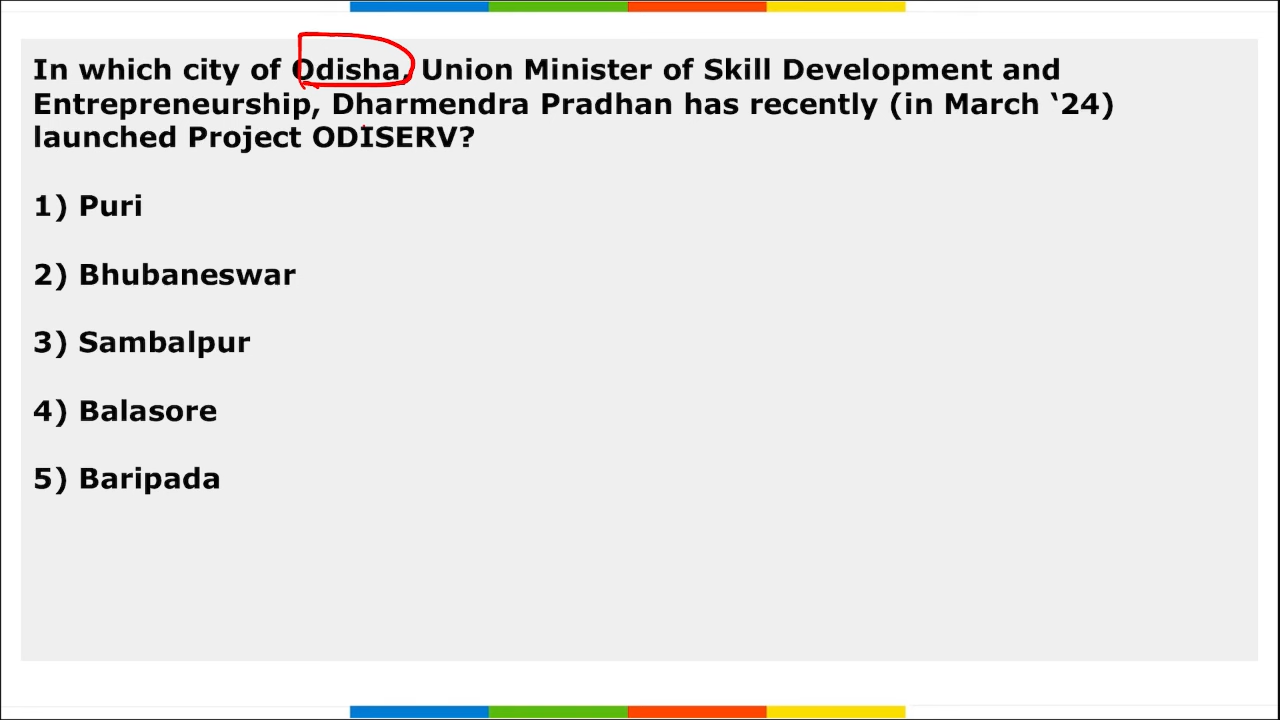 In which city of Odisha, Union Minister of Skill Development and
Entrepreneurship, Dharmendra Pradhan has recently (in March ‘24)
launched Project ODISERV?
1) Puri
2) Bhubaneswar
3) Sambalpur
4) Balasore
5) Baripada